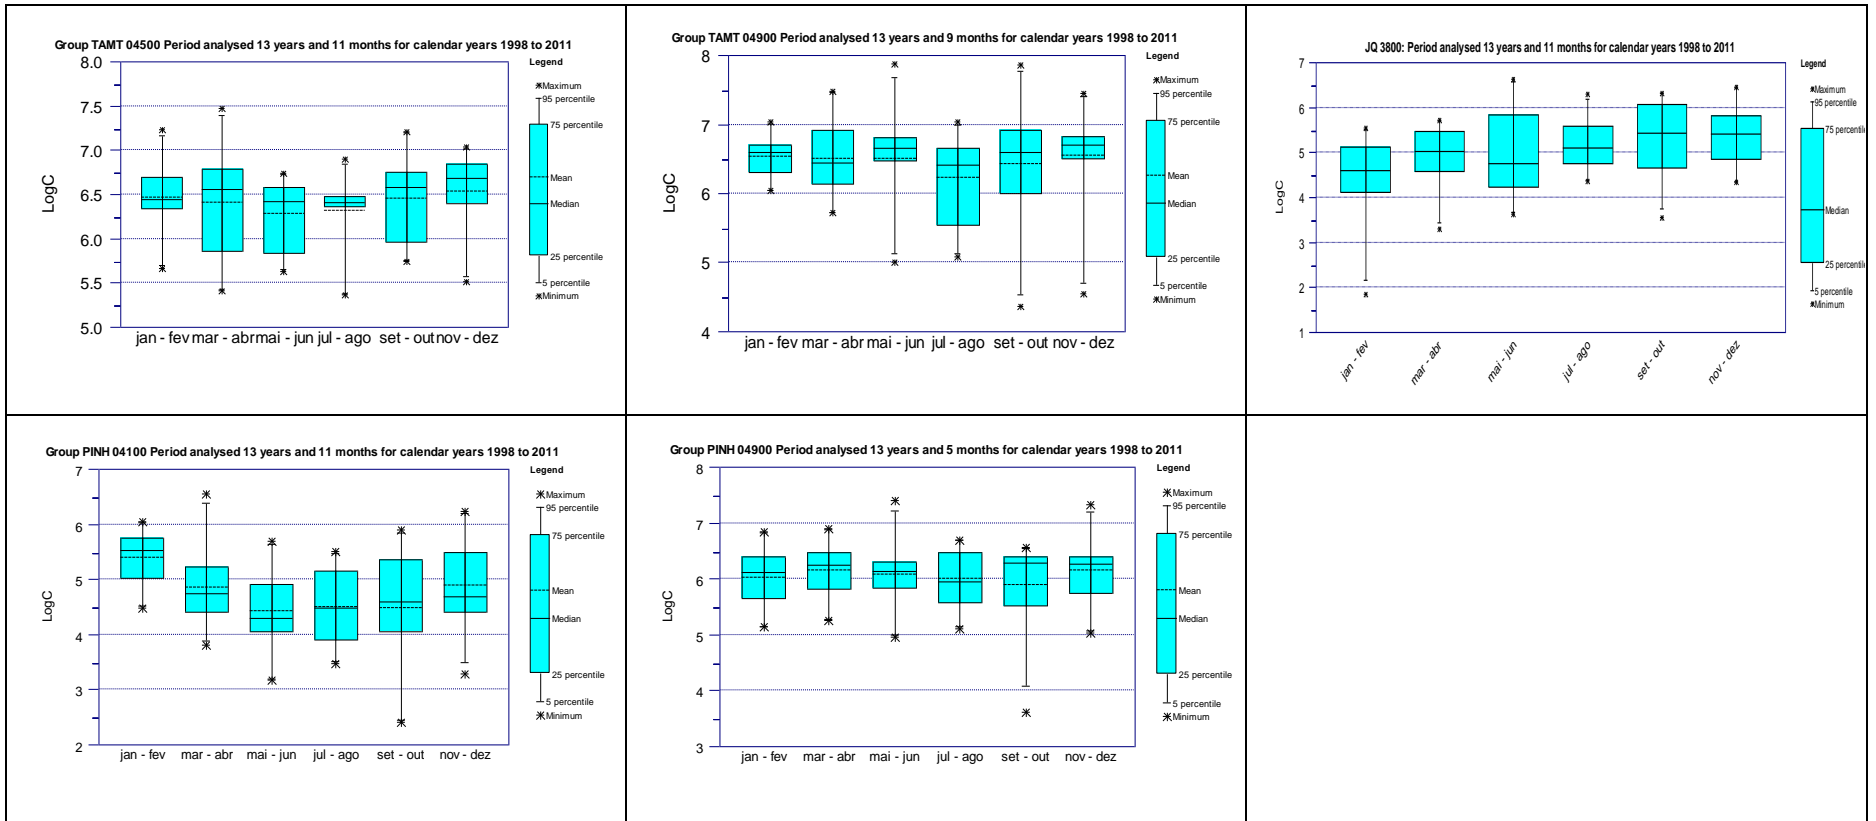 Group TAMT 04500 Period analysed 13 years and 11 months for calendar years 1998 to 2011
LogC
8.0
7.5
7.0
6.5
6.0
5.5
5.0
jan - fev mar - abr mai - jun jul - ago set - out nov - dez
Legend
Maximum
95 percentile
75 percentile
Mean
Median
25 percentile
5 percentile
Minimum
Group TAMT 04900 Period analysed 13 years and 9 months for calendar years 1998 to 2011
LogC
8
7
6
5
4
jan - fev mar - abr mai - jun jul - ago set - out nov - dez
Legend
Maximum
95 percentile
75 percentile
Mean
Median
25 percentile
5 percentile
Minimum
JQ 3800: Period analysed 13 years and 11 months for calendar years 1998 to 2011
LogC
7
6
5
4
3
2
1
jan - fev mar - abr mai - jun jul - ago set - out nov - dez
Legend
Maximum
95 percentile
75 percentile
Median
25 percentile
5 percentile
Minimum
Group PINH 04100 Period analysed 13 years and 11 months for calendar years 1998 to 2011
LogC
7
6
5
4
3
2
jan - fev mar - abr mai - jun jul - ago set - out nov - dez
Legend
Maximum
95 percentile
75 percentile
Mean
Median
25 percentile
5 percentile
Minimum
Group PINH 04900 Period analysed 13 years and 5 months for calendar years 1998 to 2011
LogC
8
7
6
5
4
3
jan - fev mar - abr mai - jun jul - ago set - out nov - dez
Legend
Maximum
95 percentile
75 percentile
Mean
Median
25 percentile
5 percentile
Minimum